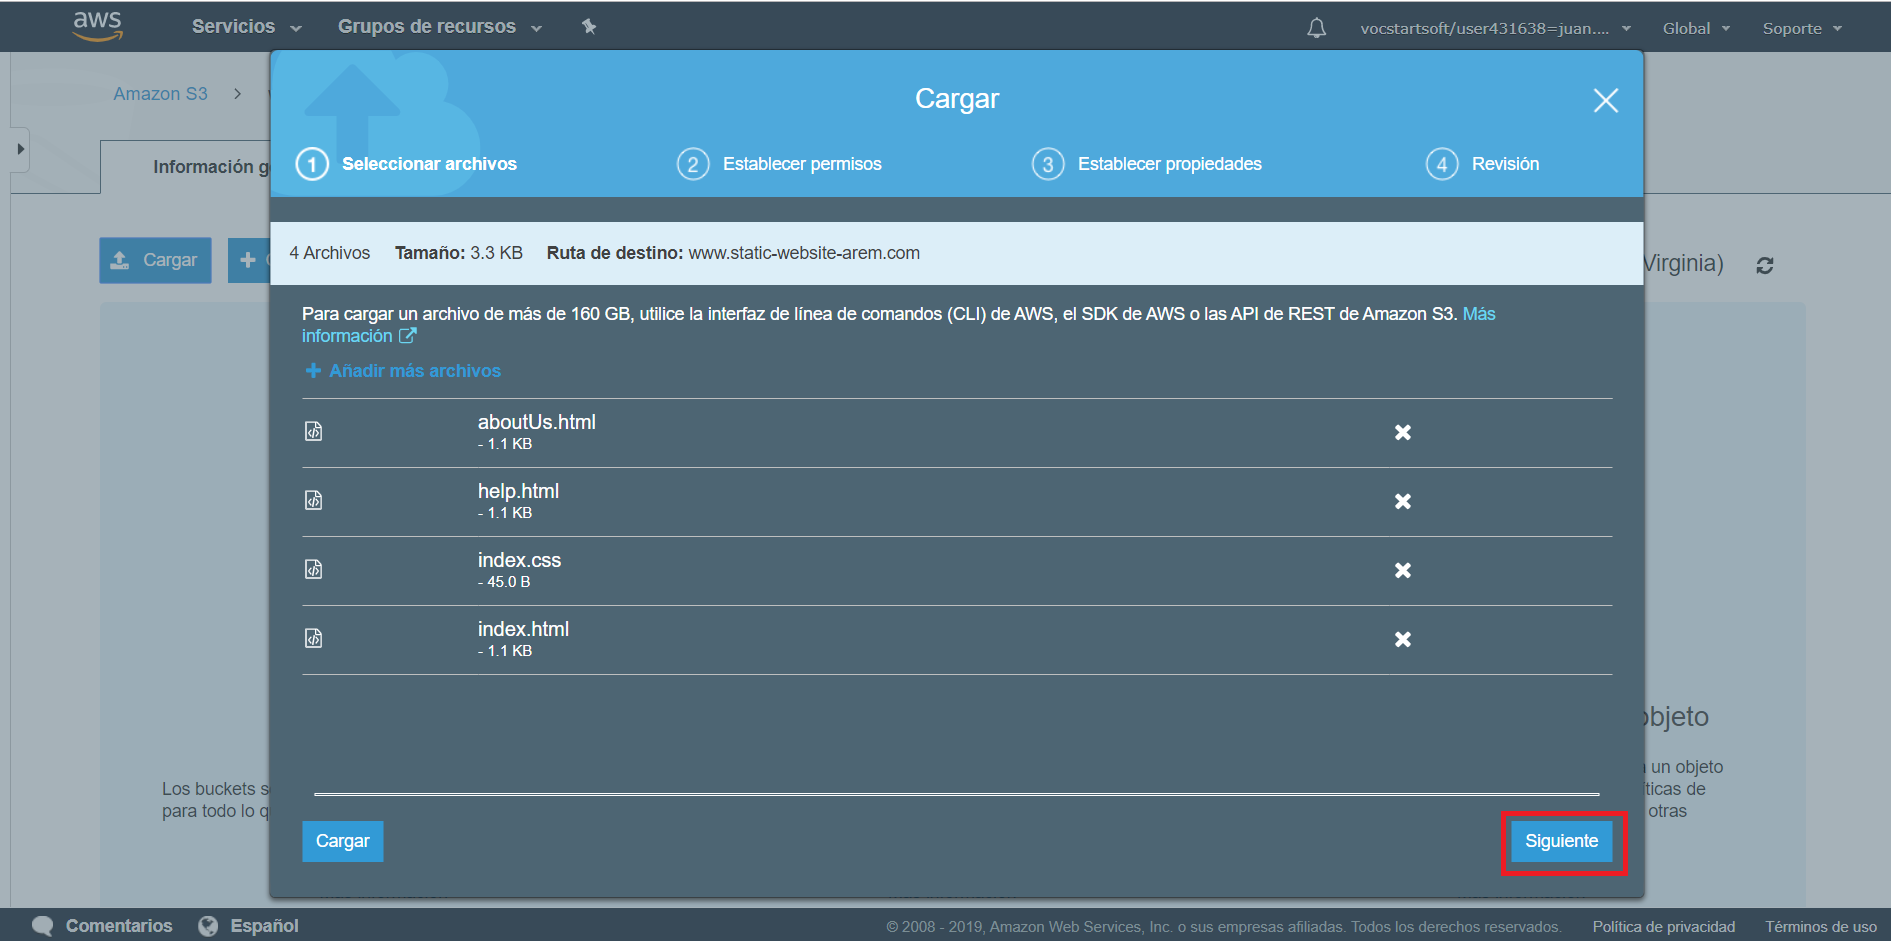 aws Servicios Grupos de recursos vocstartsoft/user431638=juan.... Global Soporte
Amazon S3 >
Cargar
Información g
1 Seleccionar archivos 2 Establecer permisos 3 Establecer propiedades 4 Revisión
Cargar
4 Archivos Tamaño: 3.3 KB Ruta de destino: www.static-website-arem.com
Virginia)
Para cargar un archivo de más de 160 GB, utilice la interfaz de línea de comandos (CLI) de AWS, el SDK de AWS o las API de REST de Amazon S3. Más
información
+ Añadir más archivos
aboutUs.html
- 1.1 KB
help.html
- 1.1 KB
index.css
- 45.0 B
index.html
- 1.1 KB
objeto
Los buckets s
para todo lo q
un objeto
ticas de
otras
Cargar
Siguiente
Comentarios Español © 2008 - 2019, Amazon Web Services, Inc. o sus empresas afiliadas. Todos los derechos reservados. Política de privacidad Términos de uso